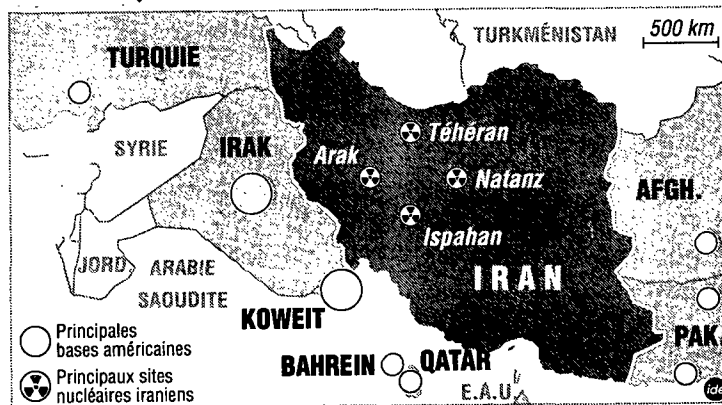 TURQUIE
TURKMÉNISTAN
500 km
SYRIE
IRAK
Téhéran
Arak
Natanz
AFGH.
Ispahan
JORD.
ARABIE
SAOUDITE
IRAN
KOWEIT
Principales
bases américaines
BAHREIN
QATAR
PAK.
Principaux sites
nucléaires iraniens
E.A.U
idé